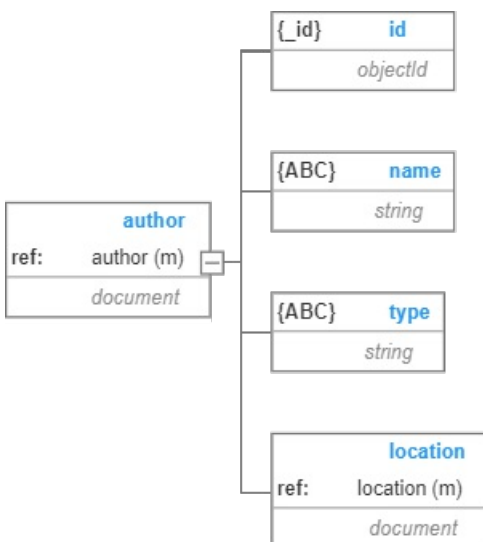 {_id} id
objectId
{ABC} name
string
author
ref: author (m)
document
{ABC} type
string
location
ref: location (m)
document